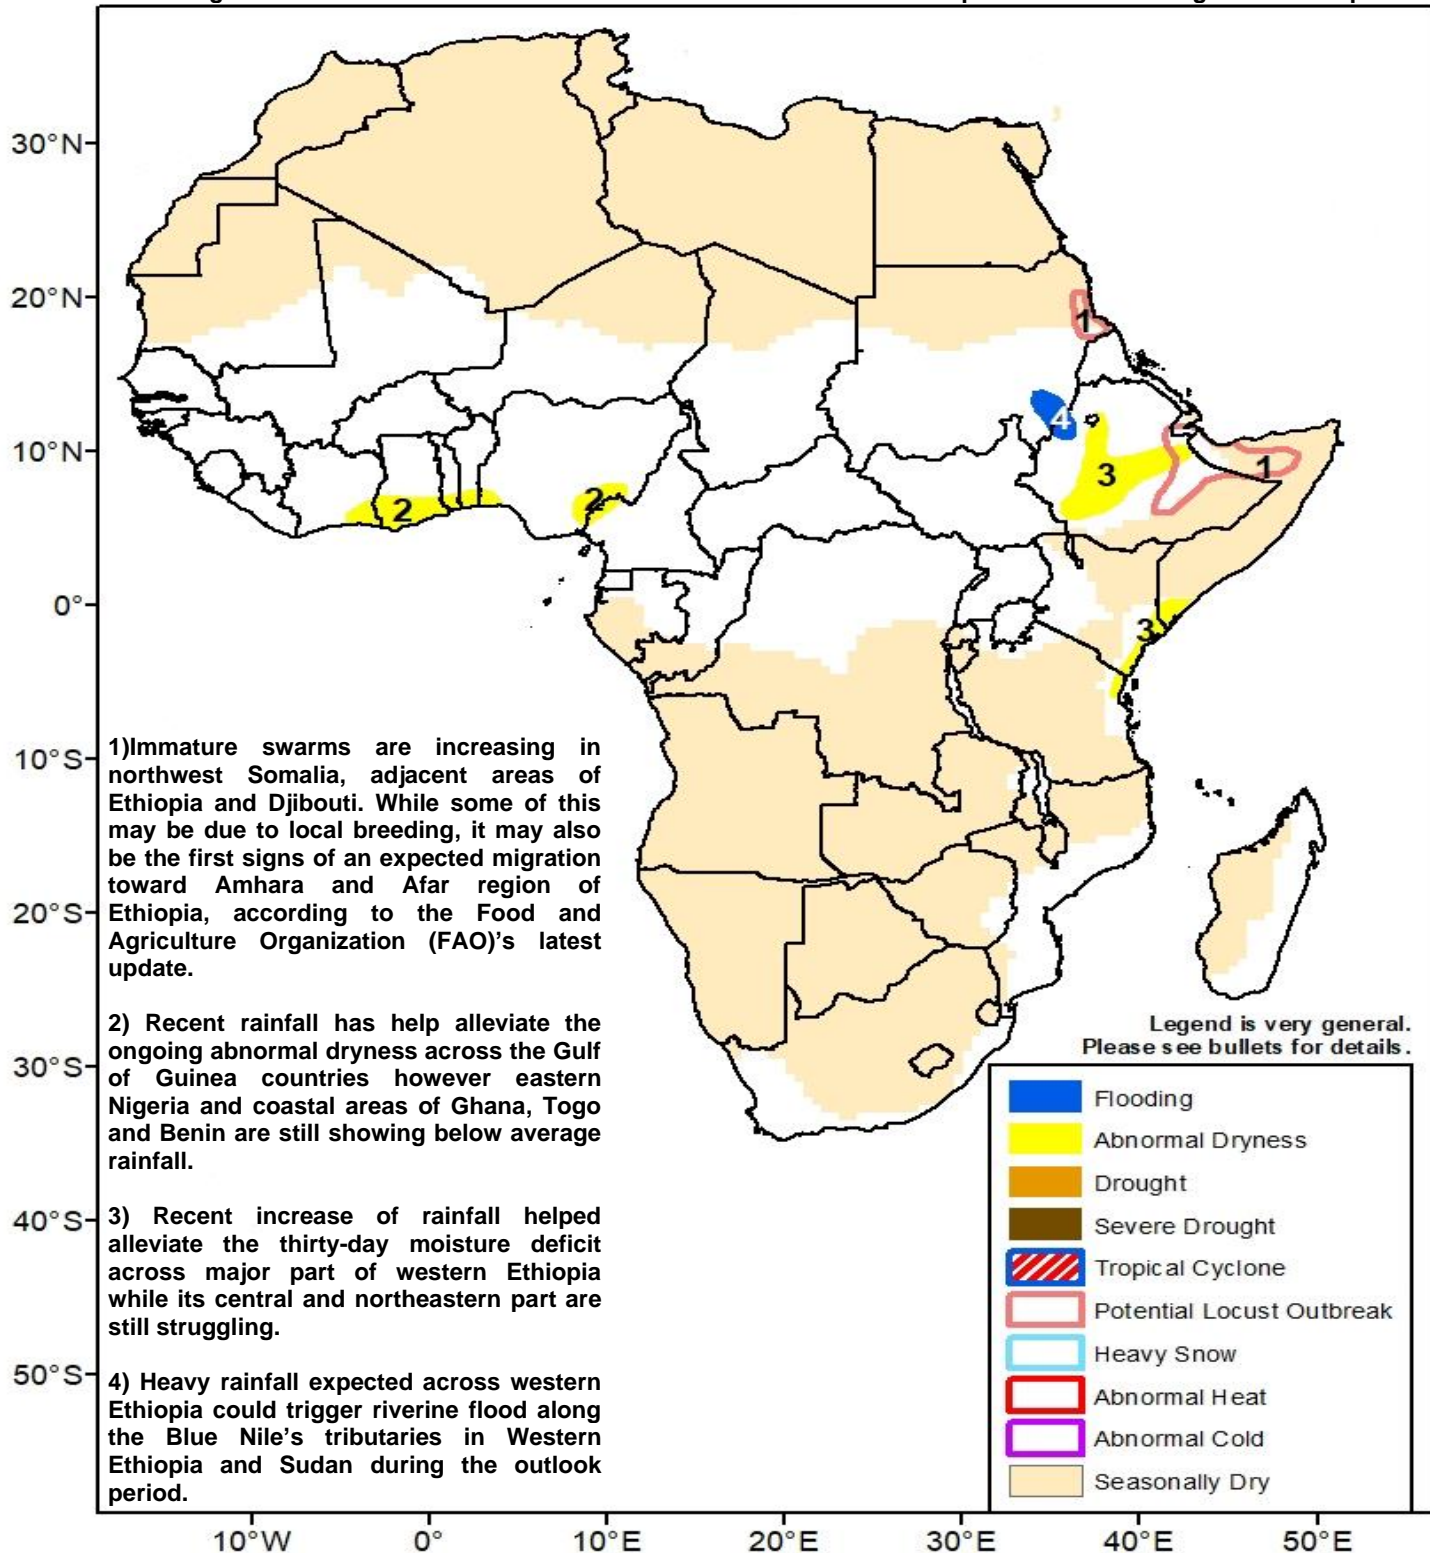 30°N
20°N
10°N
0°
10°S
20°S
30°S
40°S
50°S
1
4
3
1
2
2
3
1)Immature swarms are increasing in
northwest Somalia, adjacent areas of
Ethiopia and Djibouti. While some of this
may be due to local breeding, it may also
be the first signs of an expected migration
toward Amhara and Afar region of
Ethiopia, according to the Food and
Agriculture Organization (FAO)'s latest
update.
2) Recent rainfall has help alleviate the
ongoing abnormal dryness across the Gulf
of Guinea countries however eastern
Nigeria and coastal areas of Ghana, Togo
and Benin are still showing below average
rainfall.
3) Recent increase of rainfall helped
alleviate the thirty-day moisture deficit
across major part of western Ethiopia
while its central and northeastern part are
still struggling.
4) Heavy rainfall expected across western
Ethiopia could trigger riverine flood along
the Blue Nile's tributaries in Western
Ethiopia and Sudan during the outlook
period.
Legend is very general.
Please see bullets for details.
Flooding
Abnormal Dryness
Drought
Severe Drought
Tropical Cyclone
Potential Locust Outbreak
Heavy Snow
Abnormal Heat
Abnormal Cold
Seasonally Dry
10°W
0°
10°E
20°E
30°E
40°E
50°E